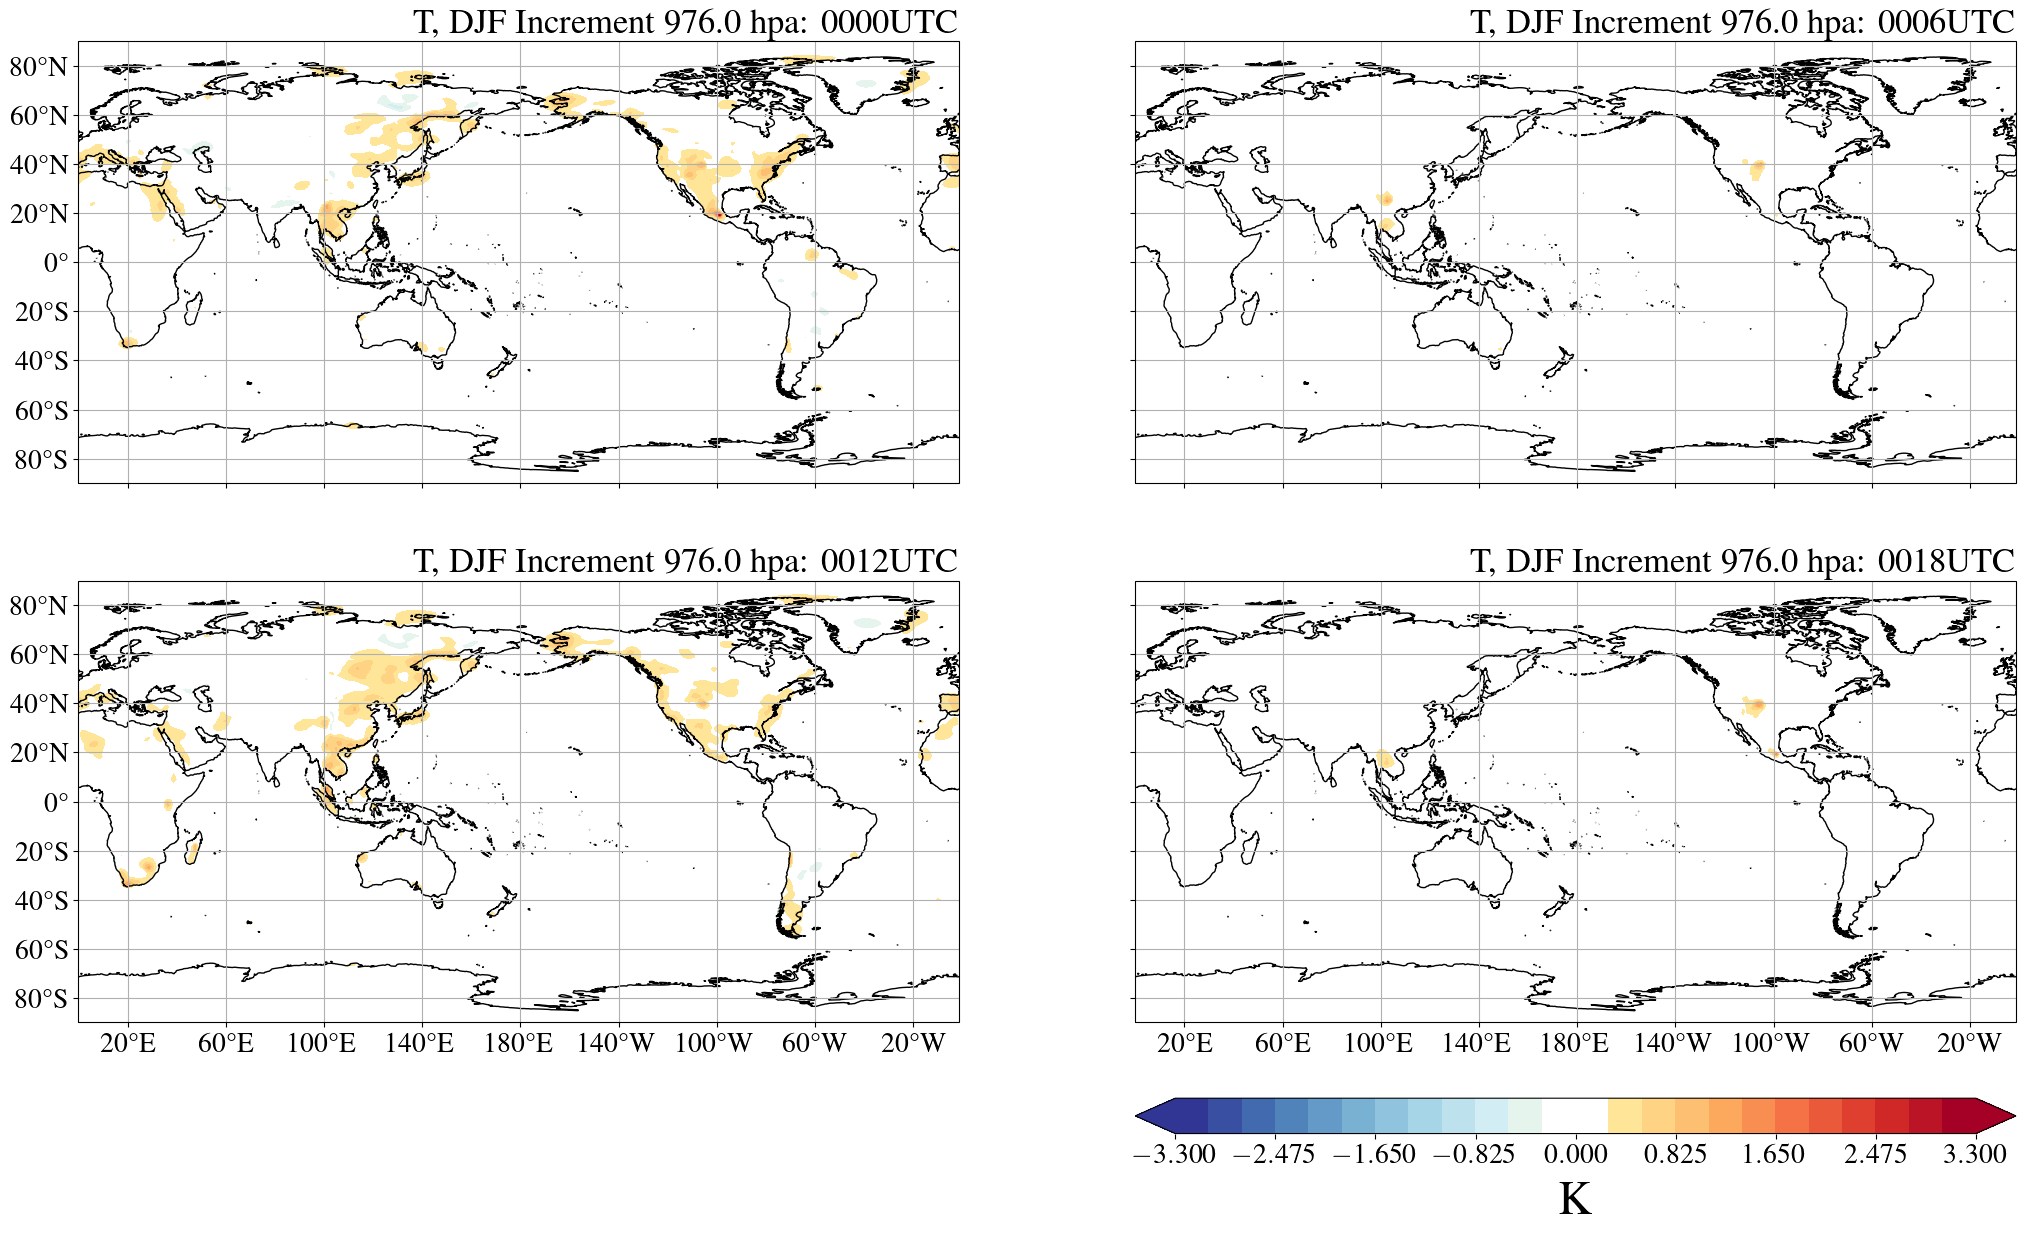 T, DJF Increment 976.0 hpa: 0000UTC
T, DJF Increment 976.0 hpa: 0006UTC
80°N
60°N
40°N
20°N
0°
20°S
40°S
60°S
80°S
T, DJF Increment 976.0 hpa: 0012UTC
T, DJF Increment 976.0 hpa: 0018UTC
80°N
60°N
40°N
20°N
0°
20°S
40°S
60°S
80°S
20°E 60°E 100°E 140°E 180°E 140°W 100°W 60°W 20°W
20°E 60°E 100°E 140°E 180°E 140°W 100°W 60°W 20°W
−3.300 −2.475 −1.650 −0.825 0.000 0.825 1.650 2.475 3.300
K